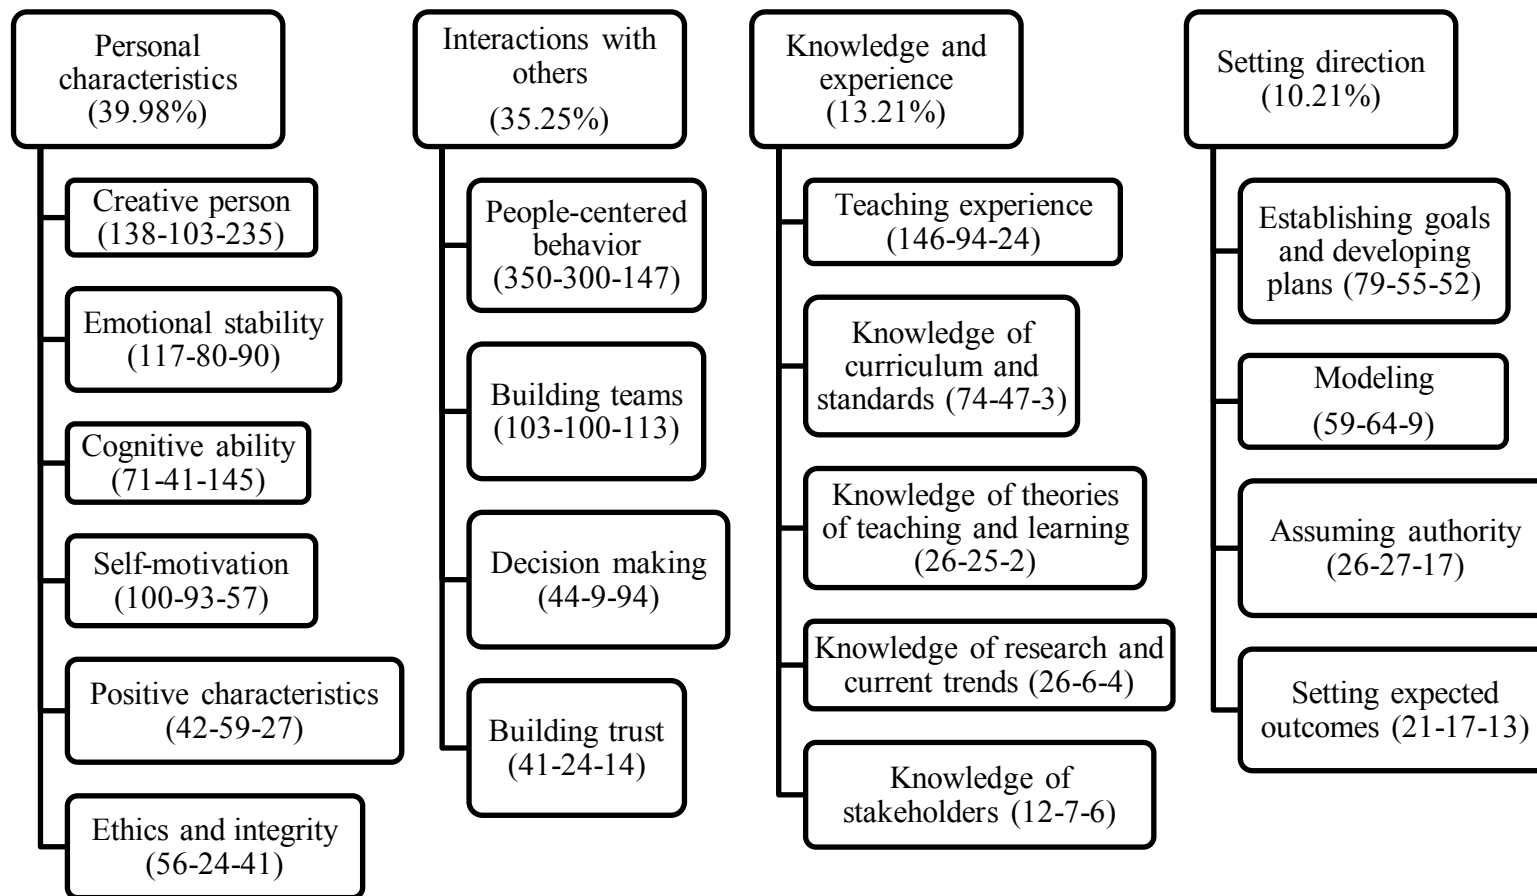 Personal
characteristics
(39.98%)
Creative person
(138-103-235)
Emotional stability
(117-80-90)
Cognitive ability
(71-41-145)
Self-motivation
(100-93-57)
Positive characteristics
(42-59-27)
Ethics and integrity
(56-24-41)
Interactions with
others
(35.25%)
People-centered
behavior
(350-300-147)
Building teams
(103-100-113)
Decision making
(44-9-94)
Building trust
(41-24-14)
Knowledge and
experience
(13.21%)
Teaching experience
(146-94-24)
Knowledge of
curriculum and
standards (74-47-3)
Knowledge of theories
of teaching and learning
(26-25-2)
Knowledge of research and
current trends (26-6-4)
Knowledge of
stakeholders (12-7-6)
Setting direction
(10.21%)
Establishing goals
and developing
plans (79-55-52)
Modeling
(59-64-9)
Assuming authority
(26-27-17)
Setting expected
outcomes (21-17-13)